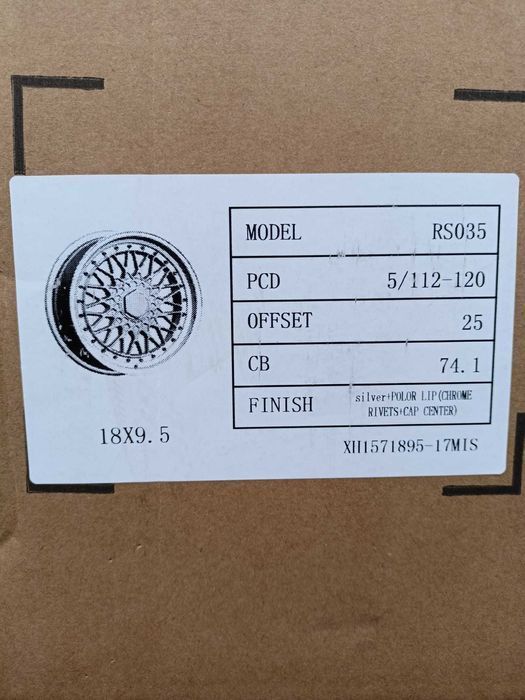 MODEL RS035
PCD 5/112-120
OFFSET 25
CB 74.1
FINISH silver+POLOR LIP(CHROME
RIVETS+CAP CENTER)
18X9.5
XH1571895-17MIS